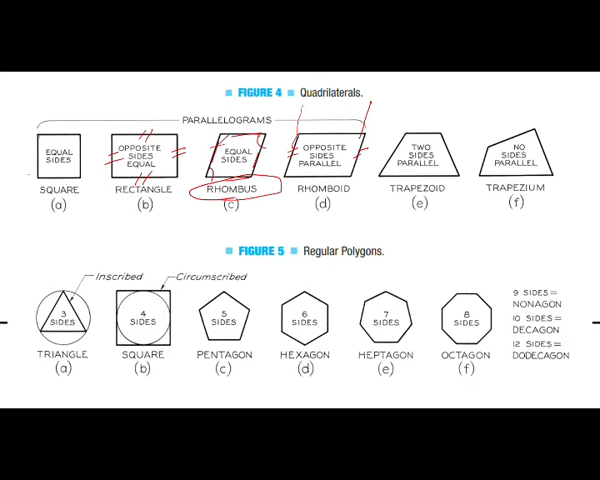 ■ FIGURE 4 ■ Quadrilaterals.
PARALLELOGRAMS
EQUAL
SIDES
OPPOSITE
SIDES
EQUAL
EQUAL
SIDES
OPPOSITE
SIDES
PARALLEL
TWO
SIDES
PARALLEL
NO
SIDES
PARALLEL
SQUARE
RECTANGLE
RHOMBUS
RHOMBOID
TRAPEZOID
TRAPEZIUM
(a)
(b)
(c)
(d)
(e)
(f)
■ FIGURE 5 ■ Regular Polygons.
Inscribed
Circumscribed
3
SIDES
4
SIDES
5
SIDES
6
SIDES
7
SIDES
8
SIDES
9 SIDES=
NONAGON
10 SIDES=
DECAGON
12 SIDES=
DODECAGON
TRIANGLE
SQUARE
PENTAGON
HEXAGON
HEPTAGON
OCTAGON
(a)
(b)
(c)
(d)
(e)
(f)